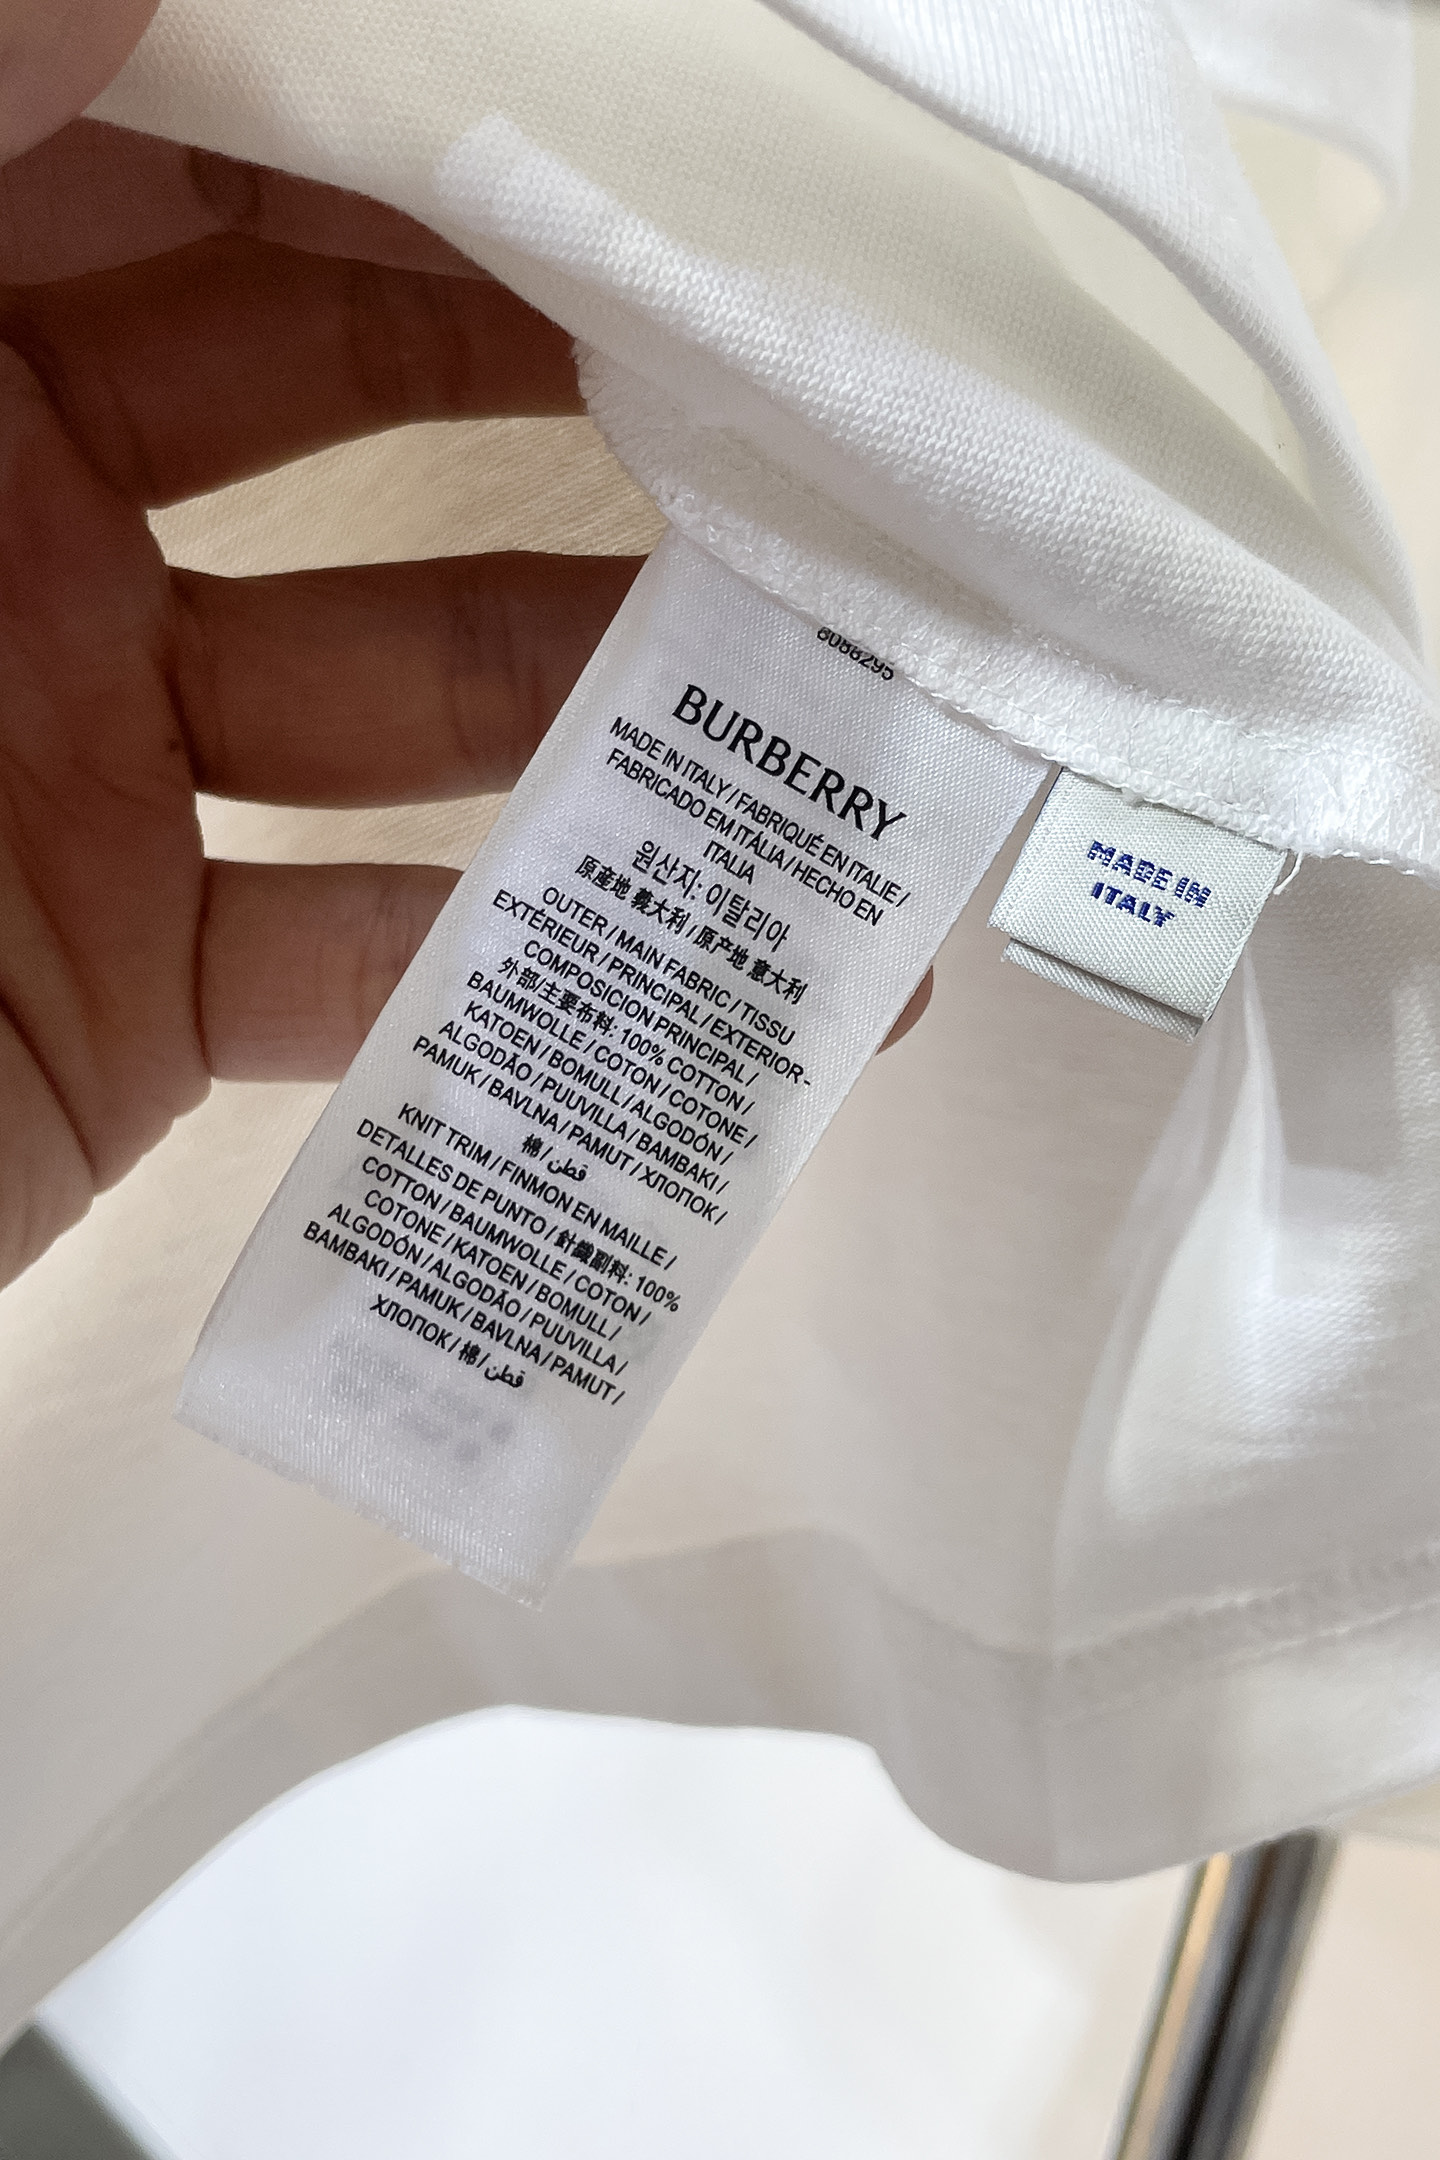 8088295
BURBERRY
MADE IN ITALY / FABRIQUÉ EN ITALIE /
FABRICADO EM ITÁLIA / HECHO EN
ITALIA
원산지: 이탈리아
原産地 義大利 / 原产地 意大利
OUTER / MAIN FABRIC / TISSU
EXTÉRIEUR / PRINCIPAL / EXTERIOR -
COMPOSICION PRINCIPAL /
外部/主要布料: 100% COTTON /
BAUMWOLLE / COTON / COTONE /
KATOEN / BOMULL / ALGODÓN /
ALGODÃO / PUUVILLA / BAMBAKI /
PAMUK / BAVLNA / PAMUT / ХЛОПОК /
棉 / قطن
KNIT TRIM / FINMON EN MAILLE /
DETALLES DE PUNTO / 針織副料: 100%
COTTON / BAUMWOLLE / COTON /
COTONE / KATOEN / BOMULL /
ALGODÓN / ALGODÃO / PUUVILLA /
BAMBAKI / PAMUK / BAVLNA / PAMUT /
ХЛОПОК / 棉 / قطن
MADE IN
ITALY